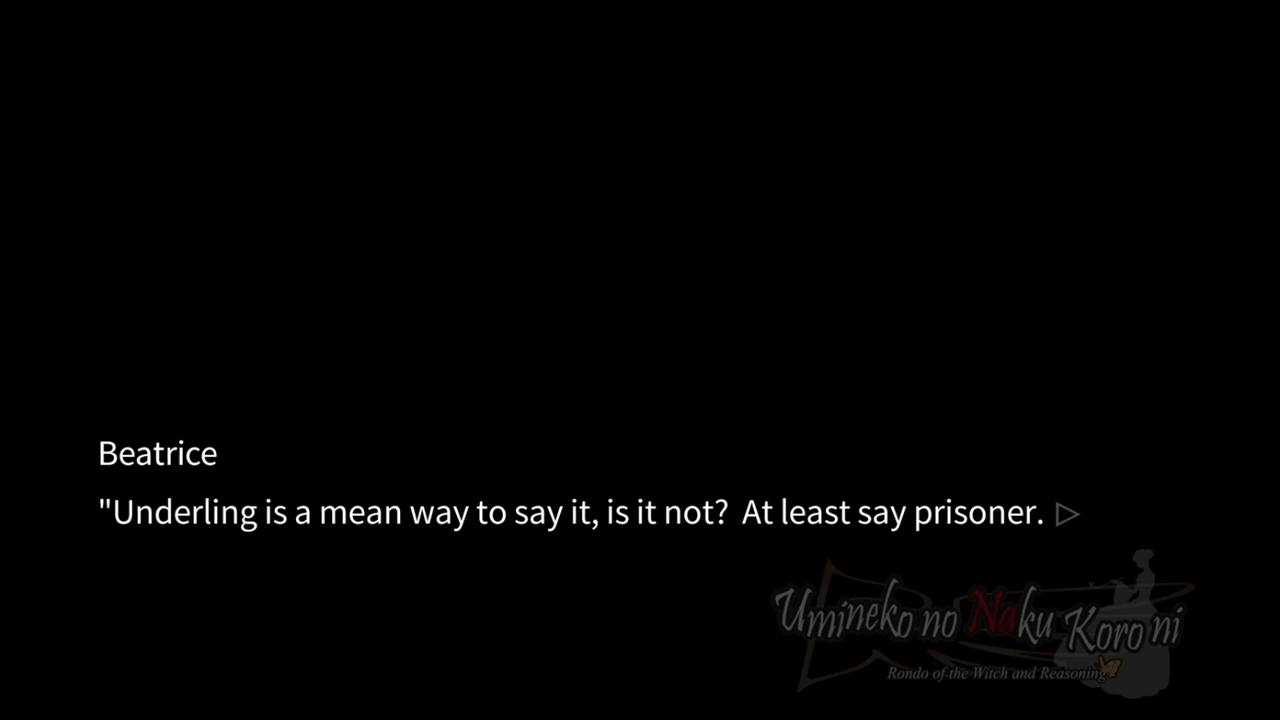 Beatrice
"Underling is a mean way to say it, is it not?  At least say prisoner.
Umineko no Naku Koro ni
Rondo of the Witch and Reasoning